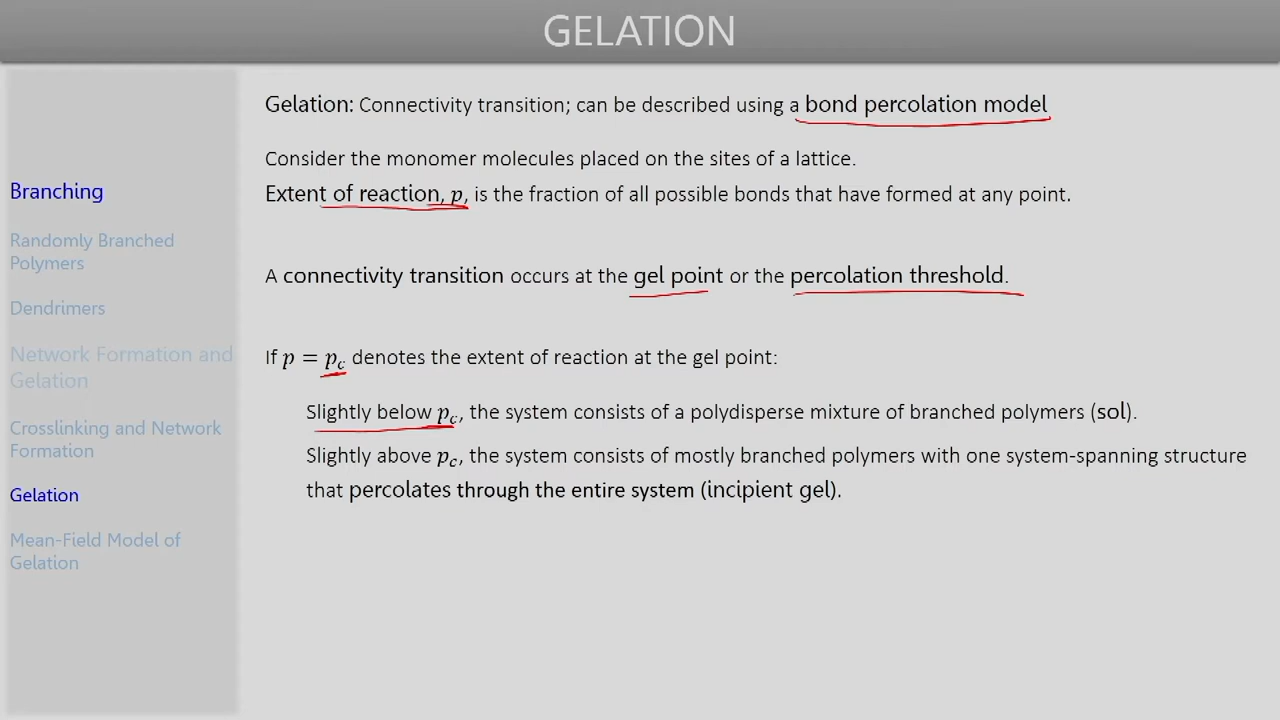 GELATION
Branching
Randomly Branched
Polymers
Dendrimers
Network Formation and
Gelation
Crosslinking and Network
Formation
Gelation
Mean-Field Model of
Gelation
Gelation: Connectivity transition; can be described using a bond percolation model
Consider the monomer molecules placed on the sites of a lattice.
Extent of reaction, p, is the fraction of all possible bonds that have formed at any point.
A connectivity transition occurs at the gel point or the percolation threshold.
If p = p_c denotes the extent of reaction at the gel point:
Slightly below p_c, the system consists of a polydisperse mixture of branched polymers (sol).
Slightly above p_c, the system consists of mostly branched polymers with one system-spanning structure
that percolates through the entire system (incipient gel).